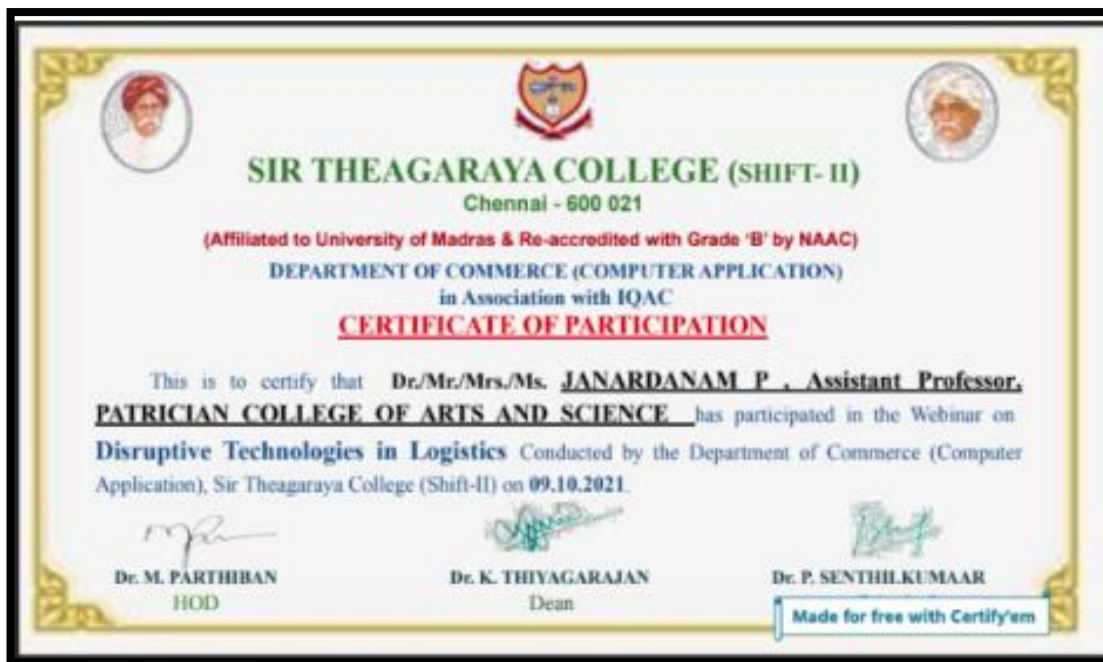 SIR THEAGARAYA COLLEGE (SHIFT- II)
Chennai - 600 021
(Affiliated to University of Madras & Re-accredited with Grade ‘B’ by NAAC)
DEPARTMENT OF COMMERCE (COMPUTER APPLICATION)
in Association with IQAC
CERTIFICATE OF PARTICIPATION
This is to certify that Dr./Mr./Mrs./Ms. JANARDANAM P , Assistant Professor,
PATRICIAN COLLEGE OF ARTS AND SCIENCE has participated in the Webinar on
Disruptive Technologies in Logistics Conducted by the Department of Commerce (Computer
Application), Sir Theagaraya College (Shift-II) on 09.10.2021.
Dr. M. PARTHIBAN Dr. K. THIYAGARAJAN Dr. P. SENTHILKUMAAR
HOD Dean
Made for free with Certify'em